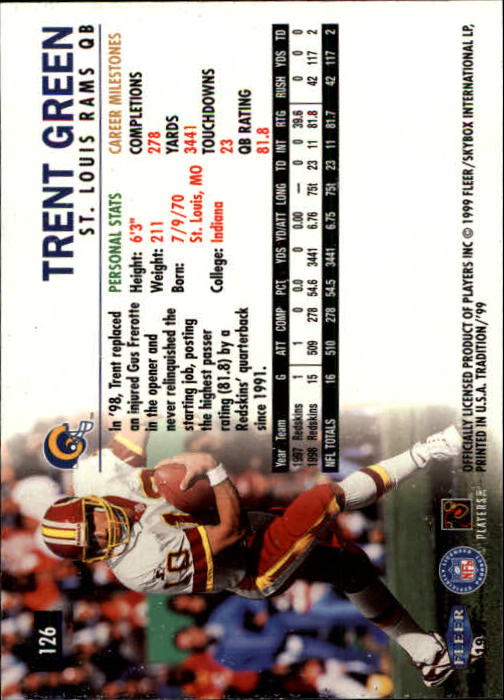 126
TRENT GREEN
ST. LOUIS RAMS QB
In '98, Trent replaced
an injured Gus Frerotte
in the opener and
never relinquished the
starting job, posting
the highest passer
rating (81.8) by a
Redskins' quarterback
since 1991.
PERSONAL STATS
Height: 6'3"
Weight: 211
Born:
7/9/70
St. Louis, MO
College: Indiana
CAREER MILESTONES
COMPLETIONS
278
YARDS
3441
TOUCHDOWNS
23
QB RATING
81.8
Year Team G ATT COMP PCT YDS YD/ATT LONG TD INT RTG RUSH YDS TD
1997 Redskins 1 1 0 0.0 0 0.00 — 0 0 39.6 0 0 0
1998 Redskins 15 509 278 54.6 3441 6.76 75t 23 11 81.8 42 117 2
NFL TOTALS 16 510 278 54.5 3441 6.75 75t 23 11 81.7 42 117 2
10
FLEER
'99
NFL
PLAYERS INC
OFFICIALLY LICENSED PRODUCT OF PLAYERS INC © 1999 FLEER/SKYBOX INTERNATIONAL LP,
PRINTED IN U.S.A. TRADITION/'99